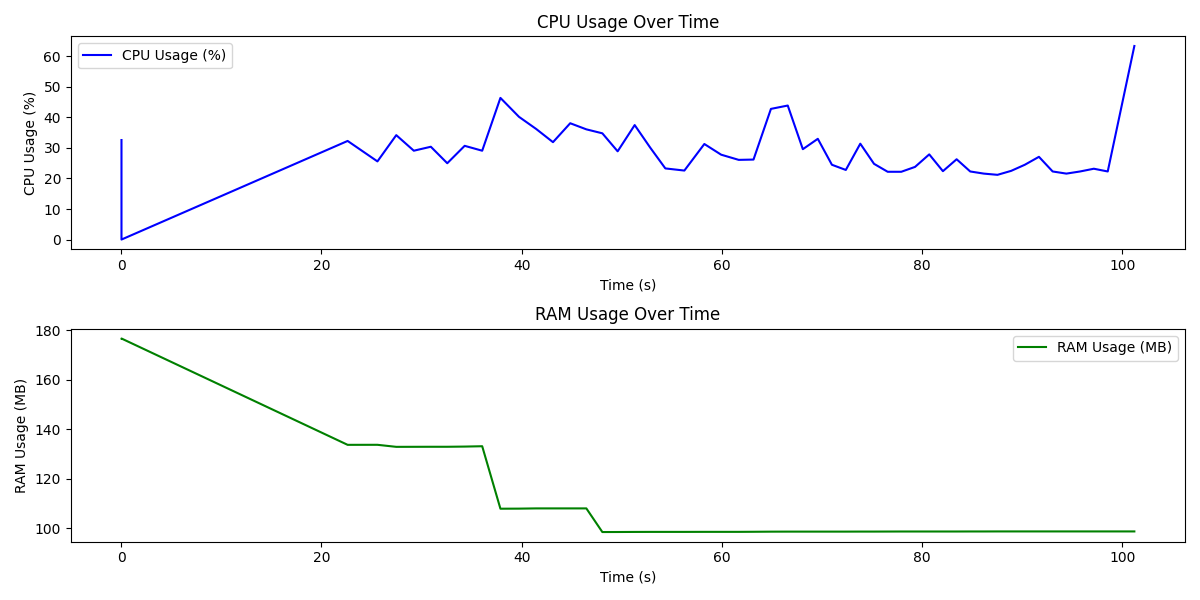 CPU Usage Over Time
CPU Usage (%)
CPU Usage (%)
60
50
40
30
20
10
0
0 20 40 60 80 100
Time (s)
RAM Usage Over Time
RAM Usage (MB)
RAM Usage (MB)
180
160
140
120
100
0 20 40 60 80 100
Time (s)